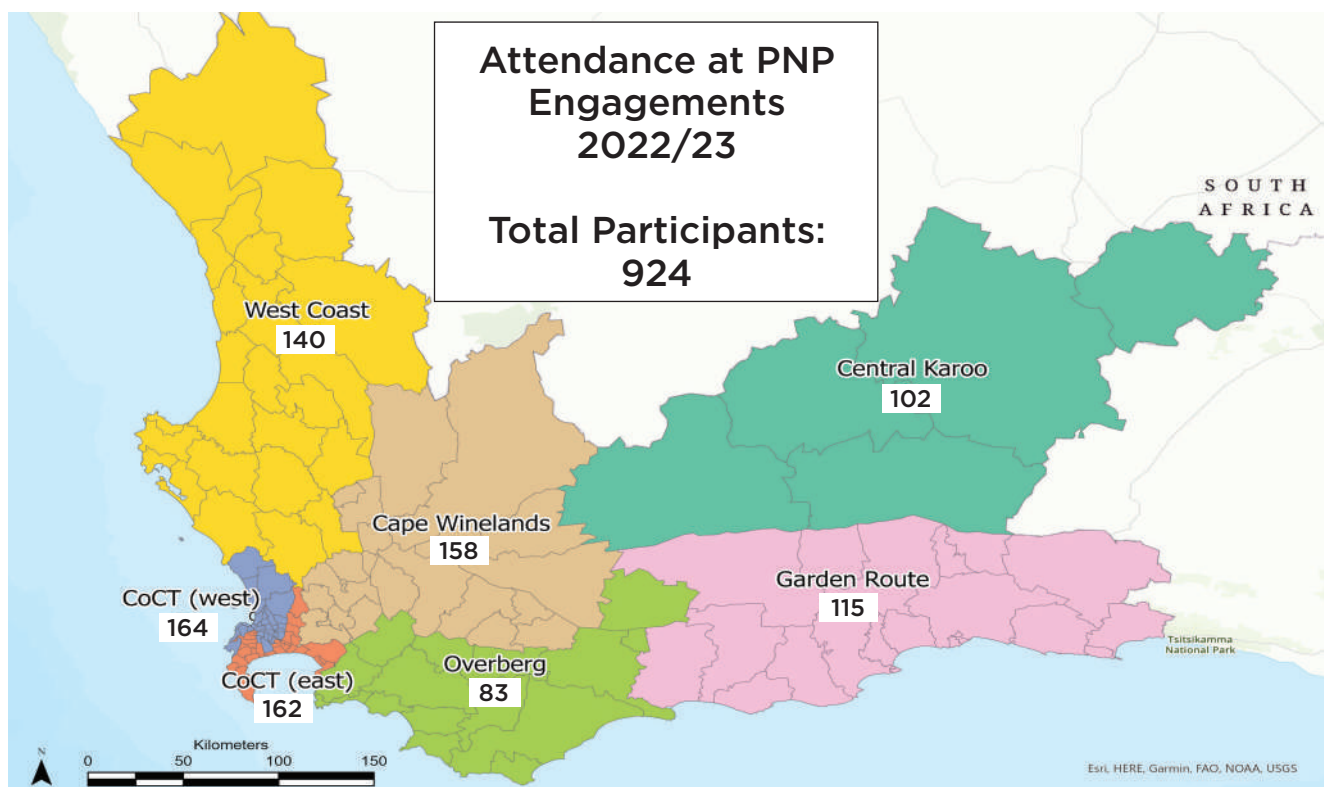 Attendance at PNP
Engagements
2022/23
Total Participants:
924
SOUTH
AFRICA
West Coast
140
Central Karoo
102
Cape Winelands
158
Garden Route
115
CoCT (west)
164
Overberg
83
CoCT (east)
162
Tsitsikamma
National Park
N
Kilometers
0 50 100 150
Esri, HERE, Garmin, FAO, NOAA, USGS